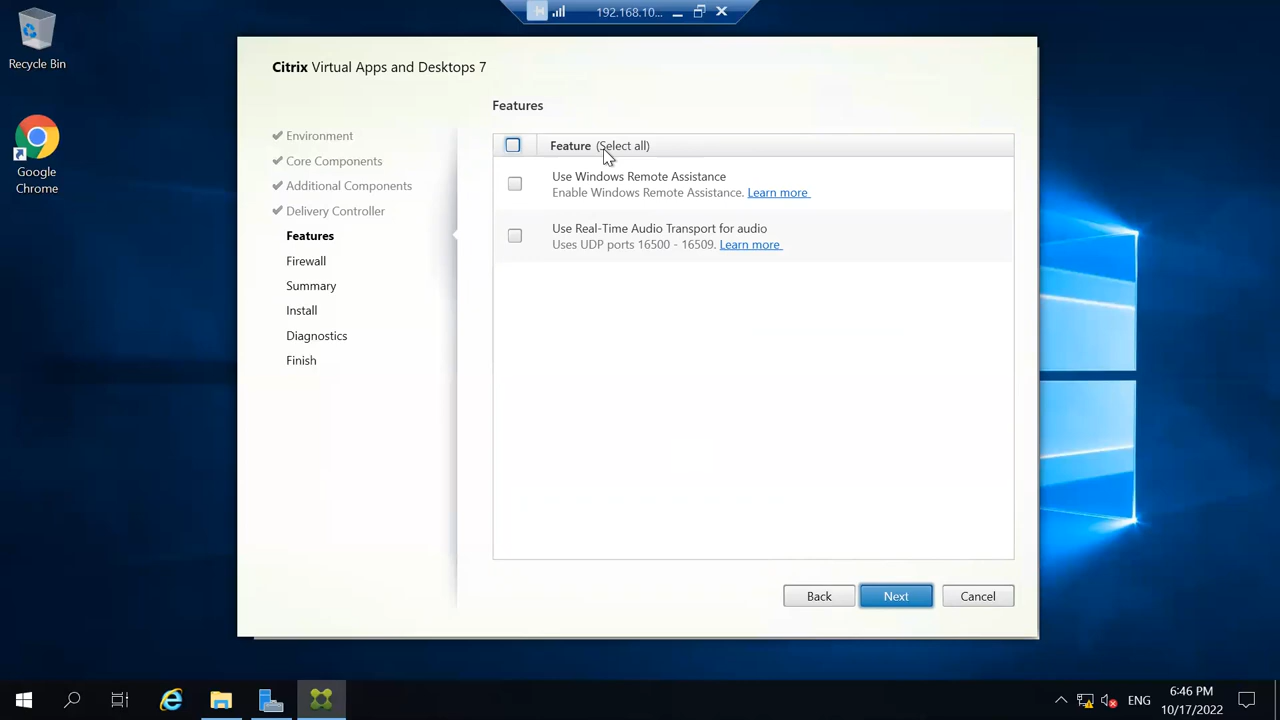 192.168.10...
Recycle Bin
Google
Chrome
Citrix Virtual Apps and Desktops 7
Environment
Core Components
Additional Components
Delivery Controller
Features
Firewall
Summary
Install
Diagnostics
Finish
Features
Feature (Select all)
Use Windows Remote Assistance
Enable Windows Remote Assistance. Learn more
Use Real-Time Audio Transport for audio
Uses UDP ports 16500 - 16509. Learn more
Back
Next
Cancel
ENG
6:46 PM
10/17/2022